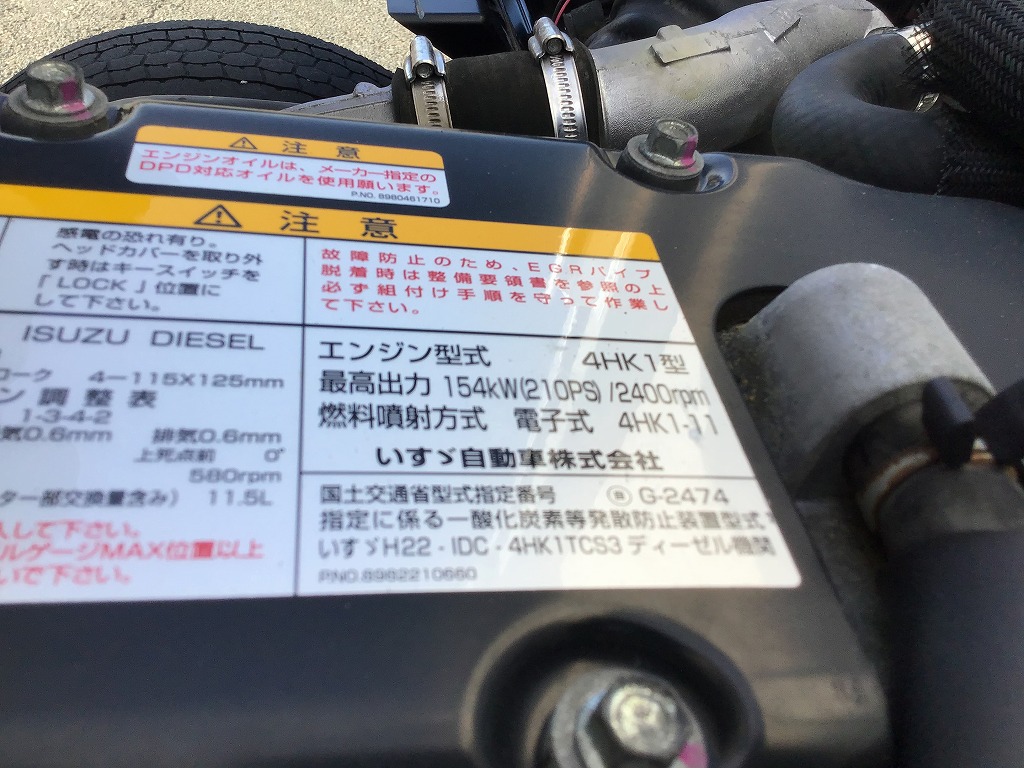 注意
エンジンオイルは、メーカー指定の
DPD対応オイルを使用願います。
P.NO. 8980461710
注意
感電の恐れ有り。
ヘッドカバーを取り外
す時はキースイッチを
「LOCK」位置に
して下さい。
故障防止のため、EGRパイプ
脱着時は整備要領書を参照の上
必ず組付け手順を守って作業し
て下さい。
ISUZU DIESEL
ローク 4－115X125mm
ン調整表
1-3-4-2
気0.6mm 排気0.6mm
上死点前 0°
580rpm
ター部交換量含み） 11.5L
入して下さい。
ルゲージMAX位置以上
いで下さい。
エンジン型式 4HK1型
最高出力 154kW(210PS)/2400rpm
燃料噴射方式 電子式 4HK1-11
いすゞ自動車株式会社
国土交通省型式指定番号 G-2474
指定に係る一酸化炭素等発散防止装置型式
いすゞH22・IDC・4HK1TCS3 ディーゼル機関
P.NO.8982210660